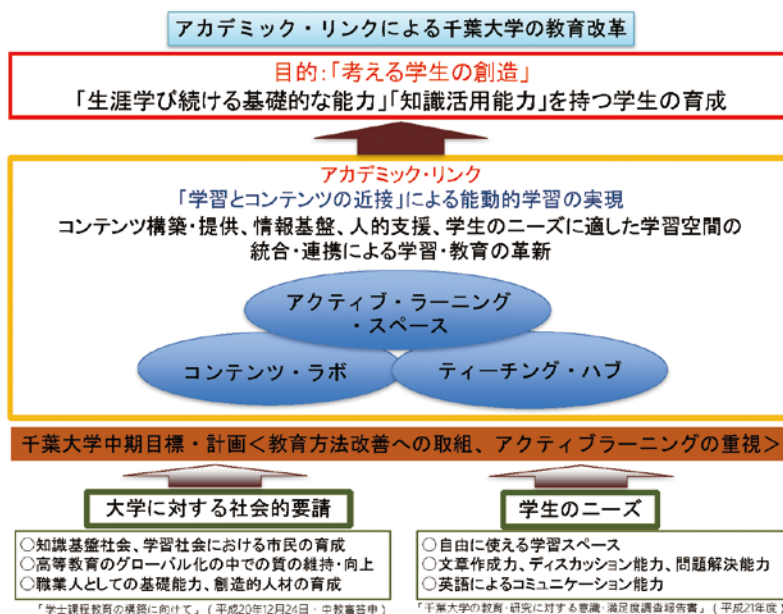 アカデミック・リンクによる千葉大学の教育改革
目的:「考える学生の創造」
「生涯学び続ける基礎的な能力」「知識活用能力」を持つ学生の育成
アカデミック・リンク
「学習とコンテンツの近接」による能動的学習の実現
コンテンツ構築・提供、情報基盤、人的支援、学生のニーズに適した学習空間の
統合・連携による学習・教育の革新
アクティブ・ラーニング
・スペース
コンテンツ・ラボ
ティーチング・ハブ
千葉大学中期目標・計画<教育方法改善への取組、アクティブラーニングの重視>
大学に対する社会的要請
○知識基盤社会、学習社会における市民の育成
○高等教育のグローバル化の中での質の維持・向上
○職業人としての基礎能力、創造的人材の育成
「学士課程教育の構築に向けて」(平成20年12月24日・中教審答申)
学生のニーズ
○自由に使える学習スペース
○文章作成力、ディスカッション能力、問題解決能力
○英語によるコミュニケーション能力
「千葉大学の教育・研究に対する意識・満足度調査報告書」(平成21年度